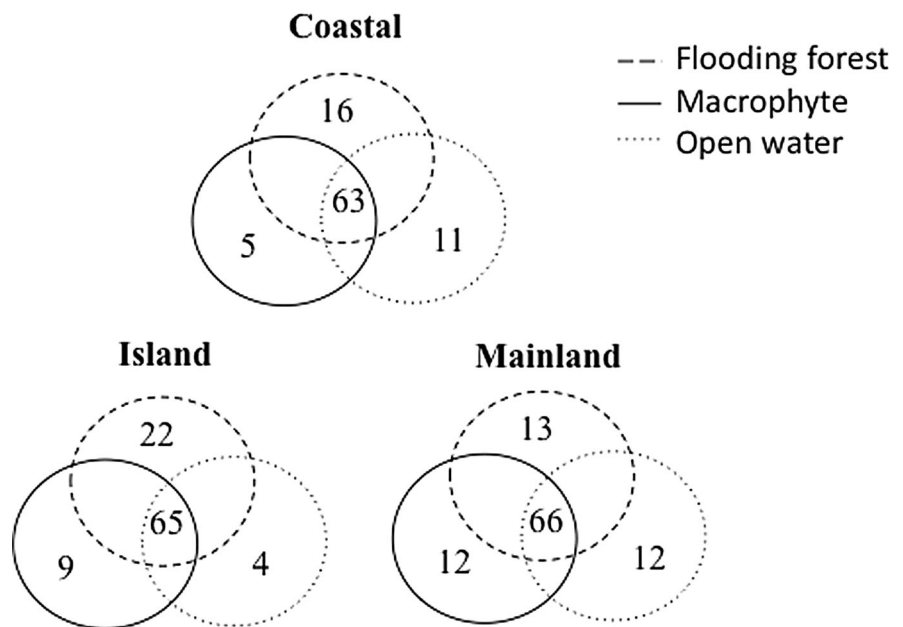 Coastal
Flooding forest
Macrophyte
Open water
16
63
5
11
Island
Mainland
22
65
9
4
13
66
12
12